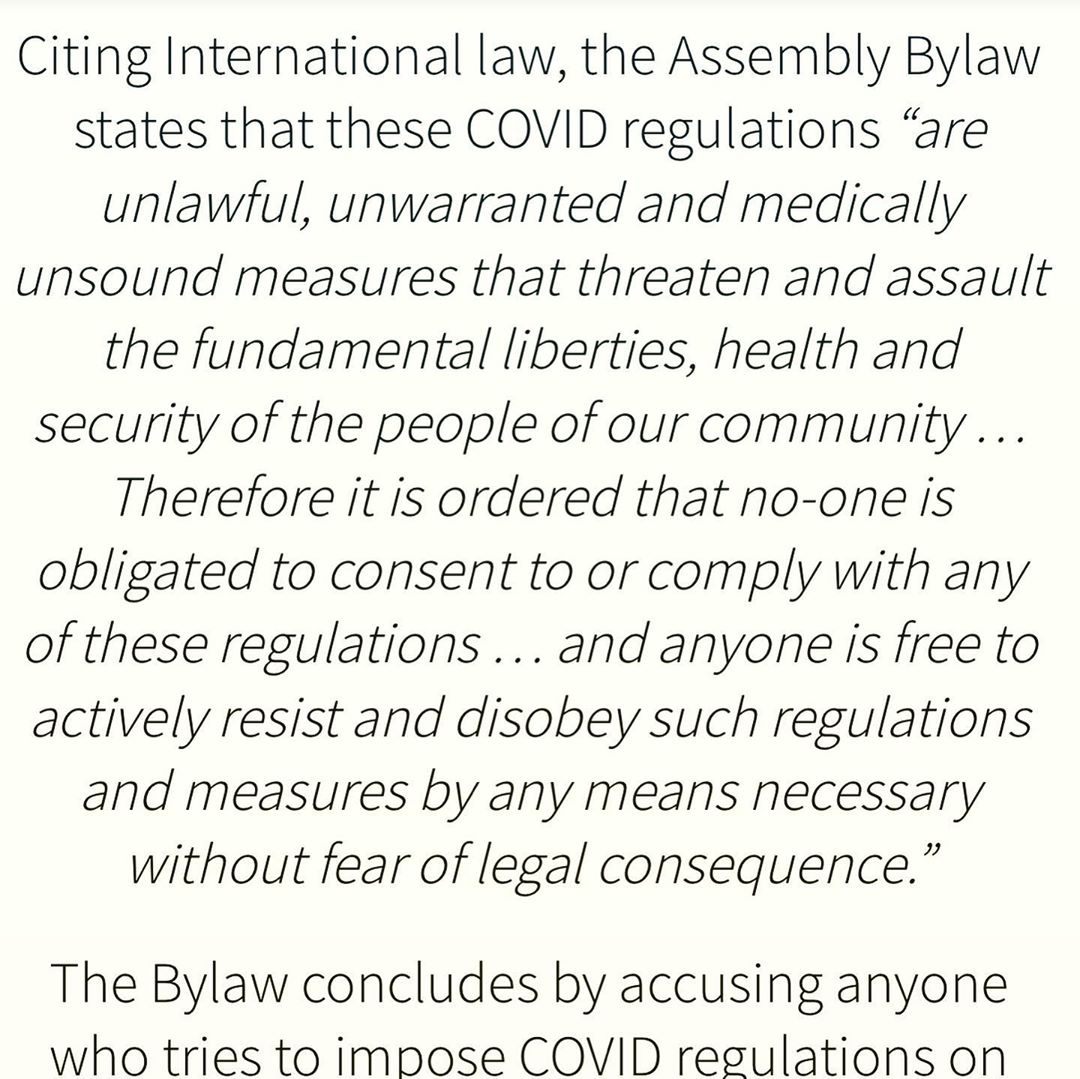 Citing International law, the Assembly Bylaw
states that these COVID regulations “are
unlawful, unwarranted and medically
unsound measures that threaten and assault
the fundamental liberties, health and
security of the people of our community …
Therefore it is ordered that no-one is
obligated to consent to or comply with any
of these regulations … and anyone is free to
actively resist and disobey such regulations
and measures by any means necessary
without fear of legal consequence.”
The Bylaw concludes by accusing anyone
who tries to impose COVID regulations on